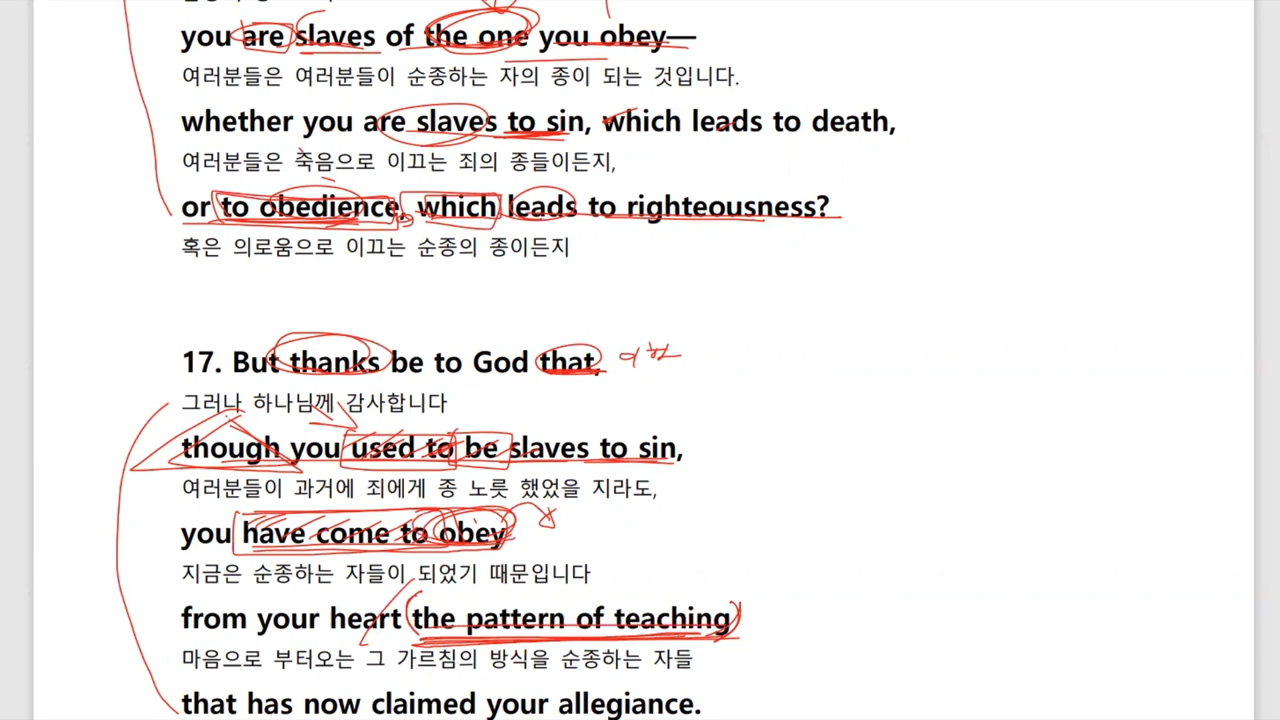 you are slaves of the one you obey—
여러분들은 여러분들이 순종하는 자의 종이 되는 것입니다.
whether you are slaves to sin, which leads to death,
여러분들은 죽음으로 이끄는 죄의 종들이든지,
or to obedience, which leads to righteousness?
혹은 의로움으로 이끄는 순종의 종이든지
17. But thanks be to God that,
그러나 하나님께 감사합니다
though you used to be slaves to sin,
여러분들이 과거에 죄에게 종 노릇 했었을 지라도,
you have come to obey
지금은 순종하는 자들이 되었기 때문입니다
from your heart the pattern of teaching
마음으로 부터오는 그 가르침의 방식을 순종하는 자들
that has now claimed your allegiance.